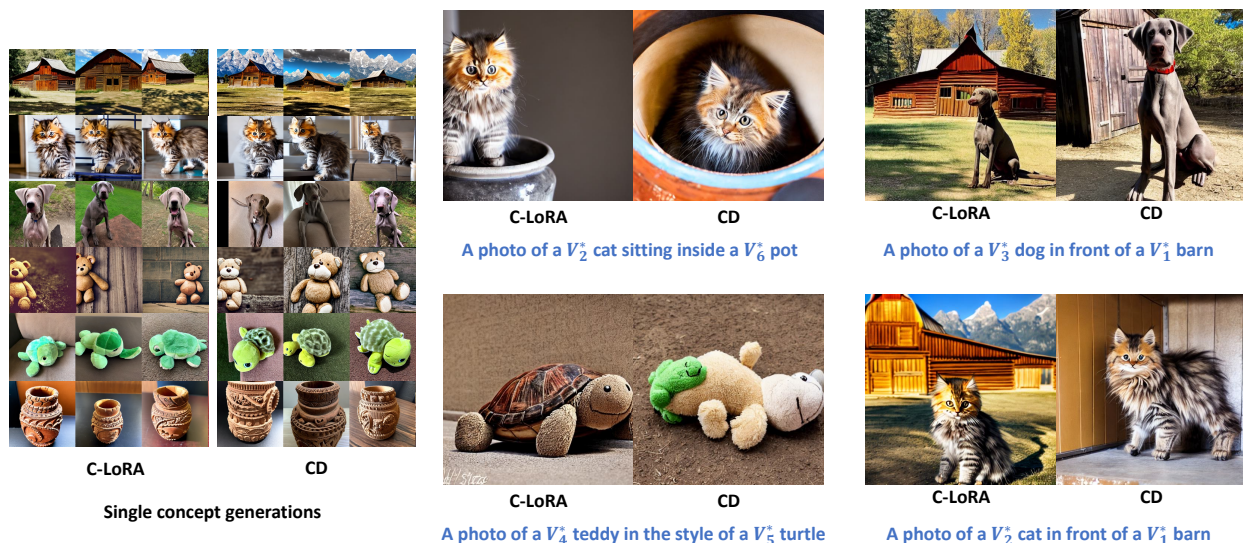 C-LoRA CD
Single concept generations
C-LoRA CD
A photo of a V₂* cat sitting inside a V₆* pot
C-LoRA CD
A photo of a V₃* dog in front of a V₁* barn
C-LoRA CD
A photo of a V₄* teddy in the style of a V₅* turtle
C-LoRA CD
A photo of a V₂* cat in front of a V₁* barn